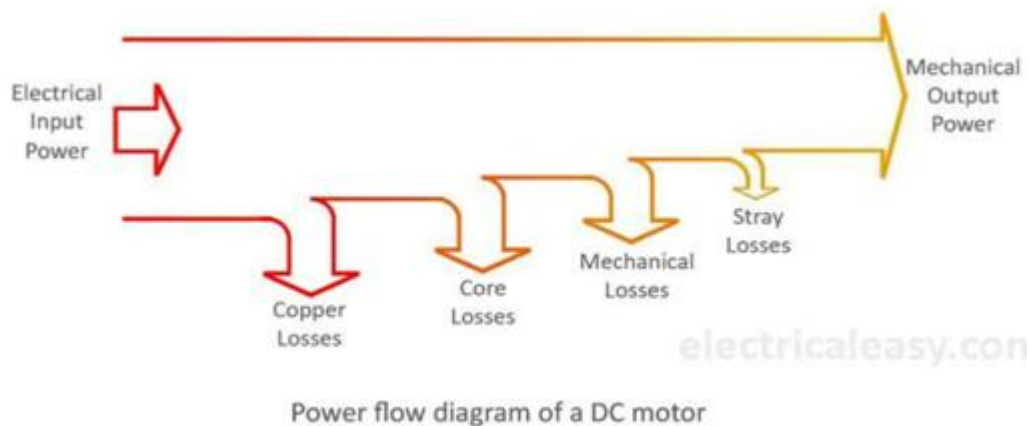 Electrical
Input
Power
Mechanical
Output
Power
Copper
Losses
Core
Losses
Mechanical
Losses
Stray
Losses
electricaleasy.com
Power flow diagram of a DC motor